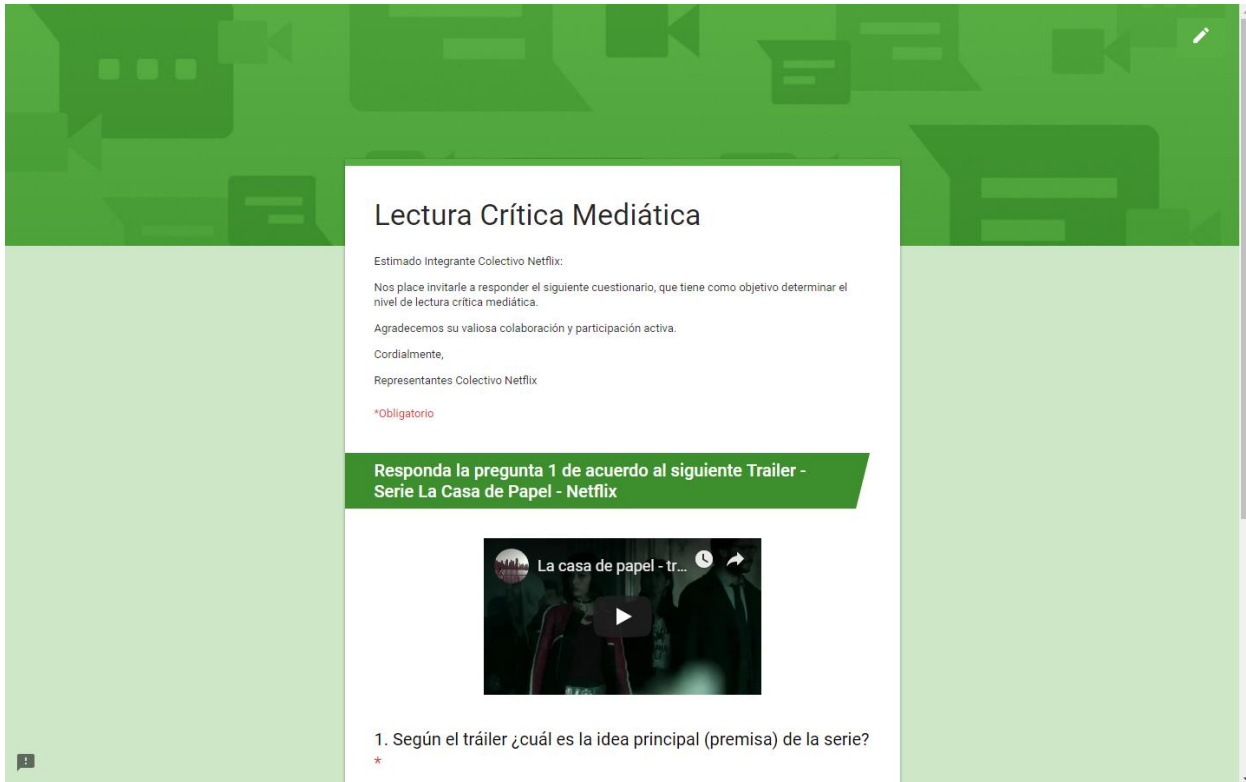 Lectura Crítica Mediática
Estimado Integrante Colectivo Netflix:
Nos place invitarle a responder el siguiente cuestionario, que tiene como objetivo determinar el
nivel de lectura crítica mediática.
Agradecemos su valiosa colaboración y participación activa.
Cordialmente,
Representantes Colectivo Netflix
*Obligatorio
Responda la pregunta 1 de acuerdo al siguiente Trailer -
Serie La Casa de Papel - Netflix
La casa de papel - tr...
1. Según el tráiler ¿cuál es la idea principal (premisa) de la serie?
*